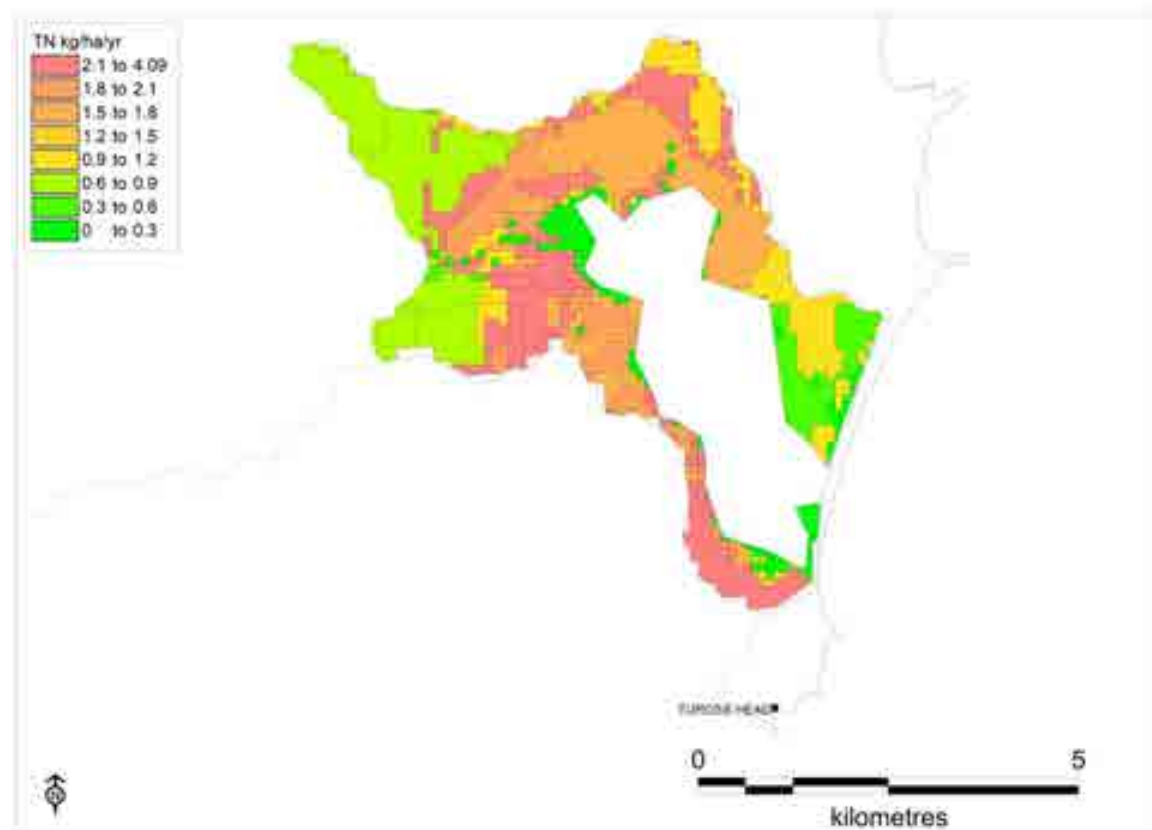 TN kg/ha/yr
2.1 to 4.09
1.8 to 2.1
1.5 to 1.8
1.2 to 1.5
0.9 to 1.2
0.6 to 0.9
0.3 to 0.6
0 to 0.3
HEAD
0 5
kilometres